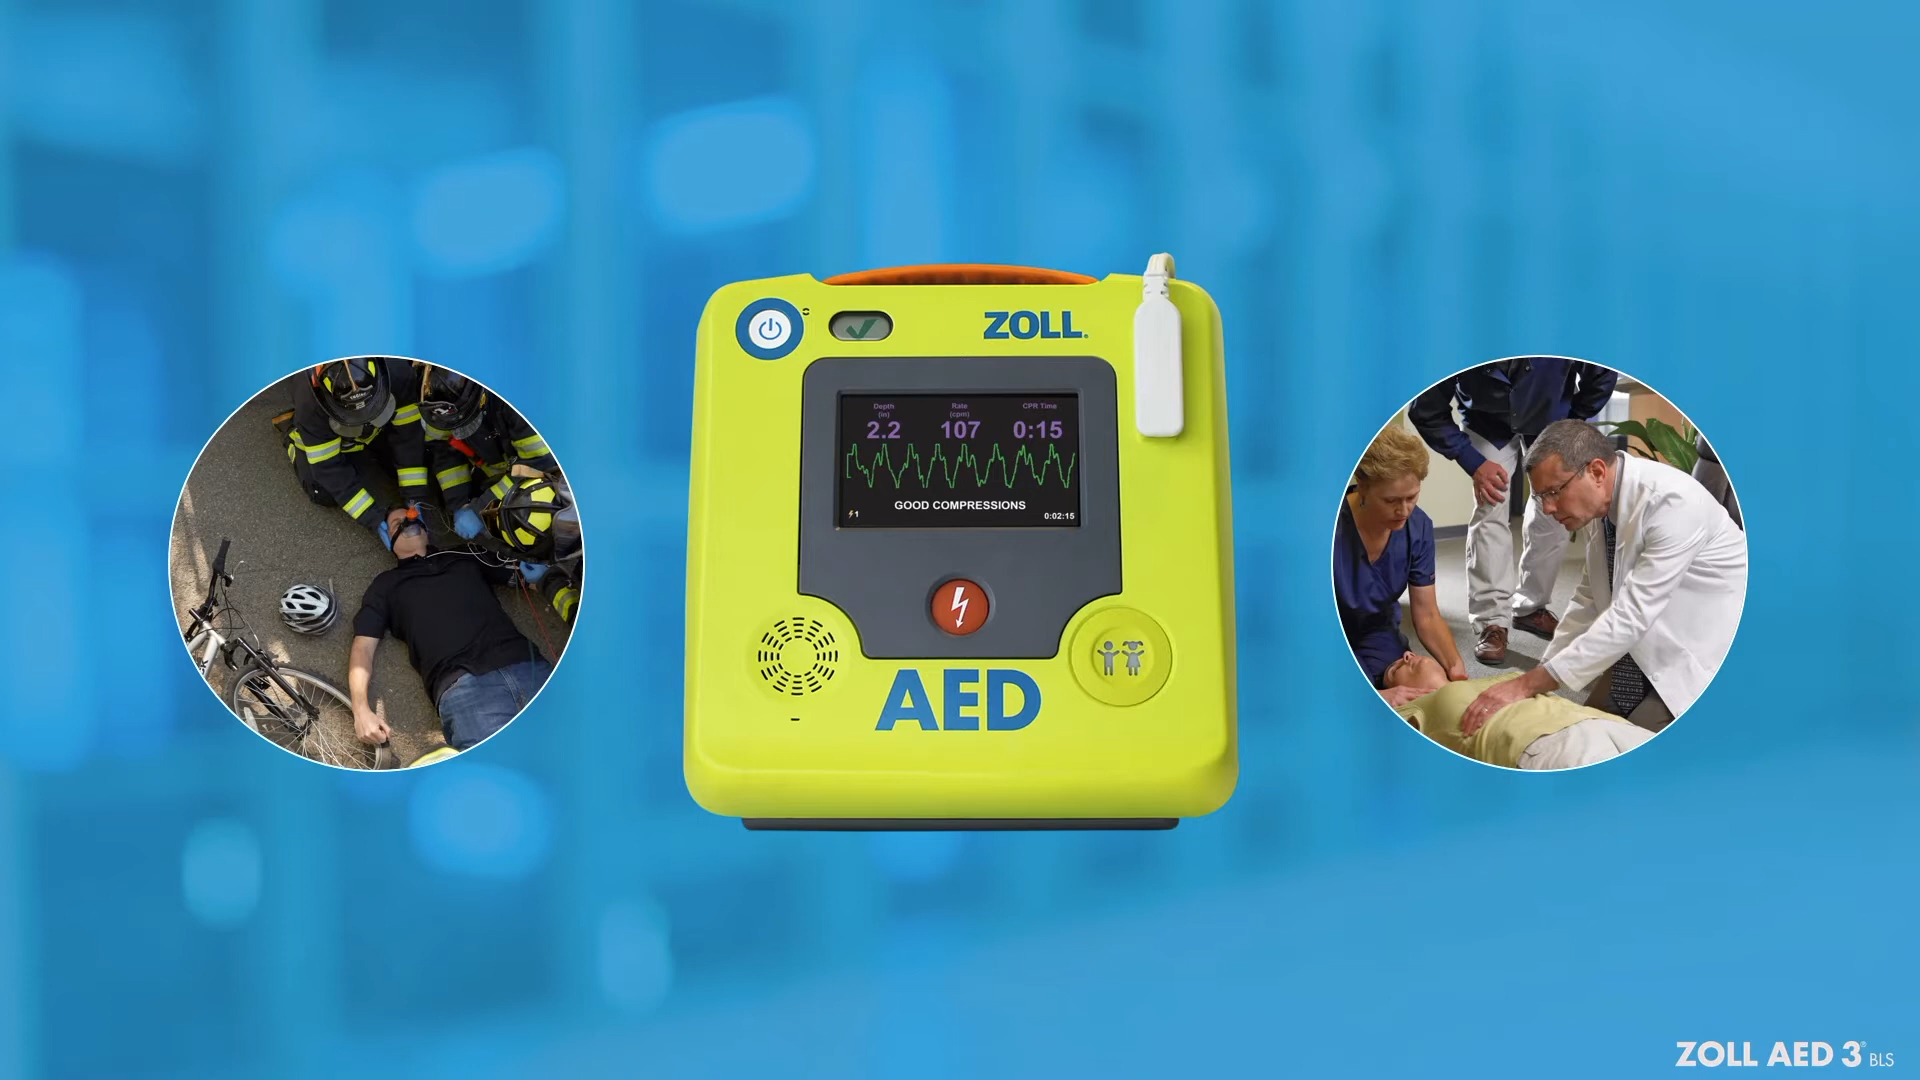 ZOLL®
Depth (in)
2.2
Rate (cpm)
107
CPR Time
0:15
GOOD COMPRESSIONS
1
0:02:15
AED
ZOLL AED 3® BLS